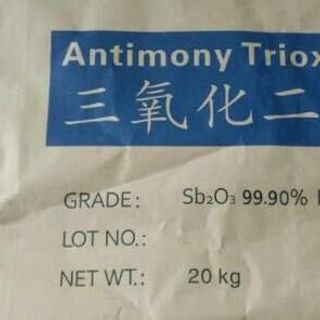 Antimony Triox
三氧化二
GRADE: Sb₂O₃ 99.90%
LOT NO.:
NET WT.: 20 kg